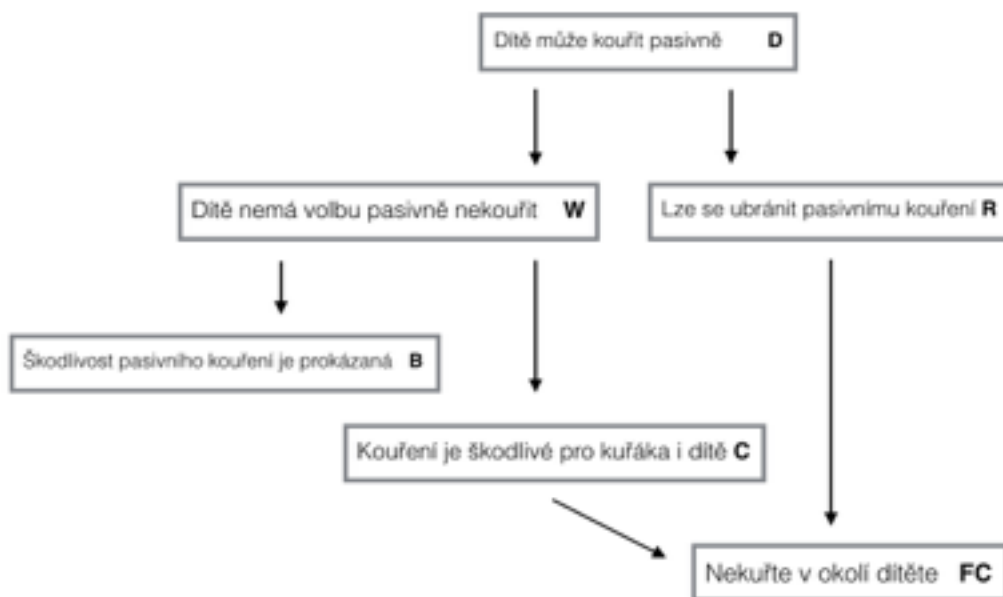 Dítě může kouřit pasivně D
Dítě nemá volbu pasivně nekouřit W
Lze se ubránit pasivnímu kouření R
Škodlivost pasivního kouření je prokázaná B
Kouření je škodlivé pro kuřáka i dítě C
Nekuřte v okolí dítěte FC